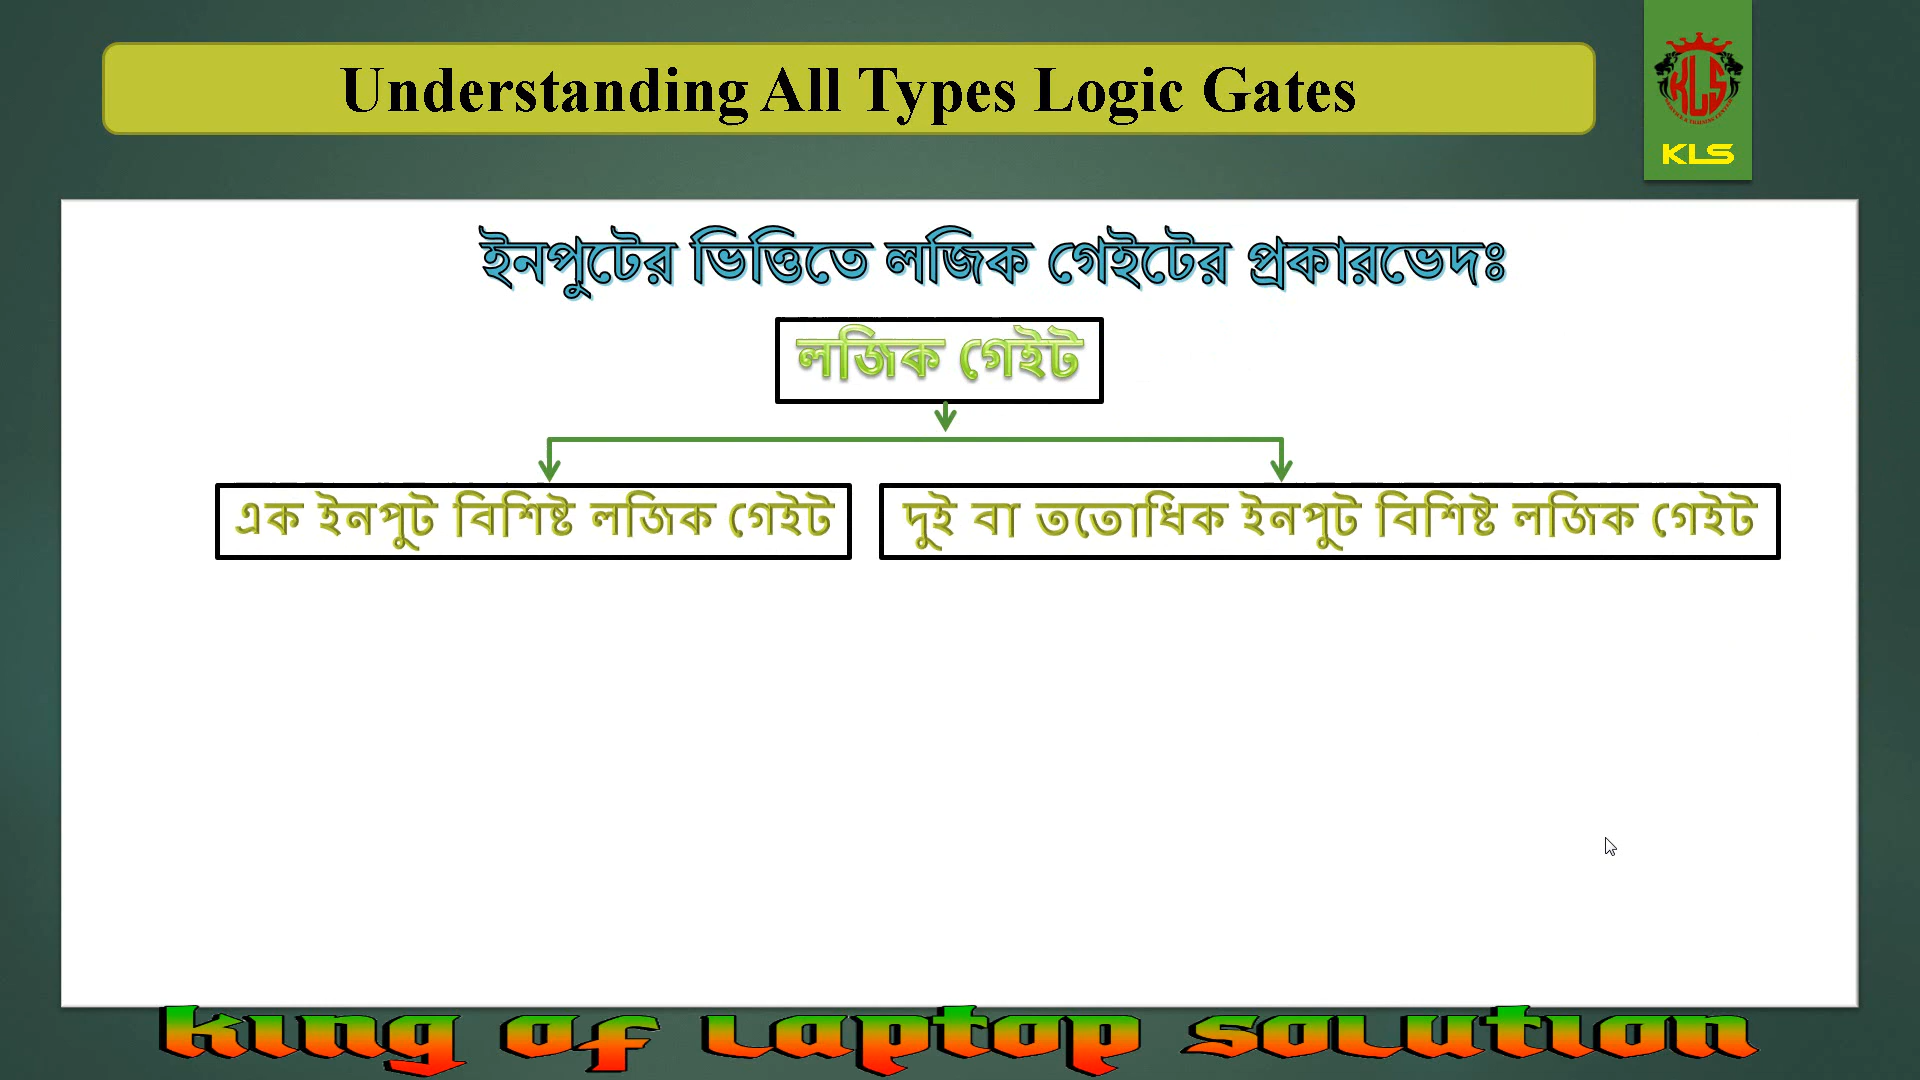 Understanding All Types Logic Gates
KLS
KLS
ইনপুটের ভিত্তিতে লজিক গেইটের প্রকারভেদঃ
লজিক গেইট
এক ইনপুট বিশিষ্ট লজিক গেইট
দুই বা ততোধিক ইনপুট বিশিষ্ট লজিক গেইট
King of Laptop Solution